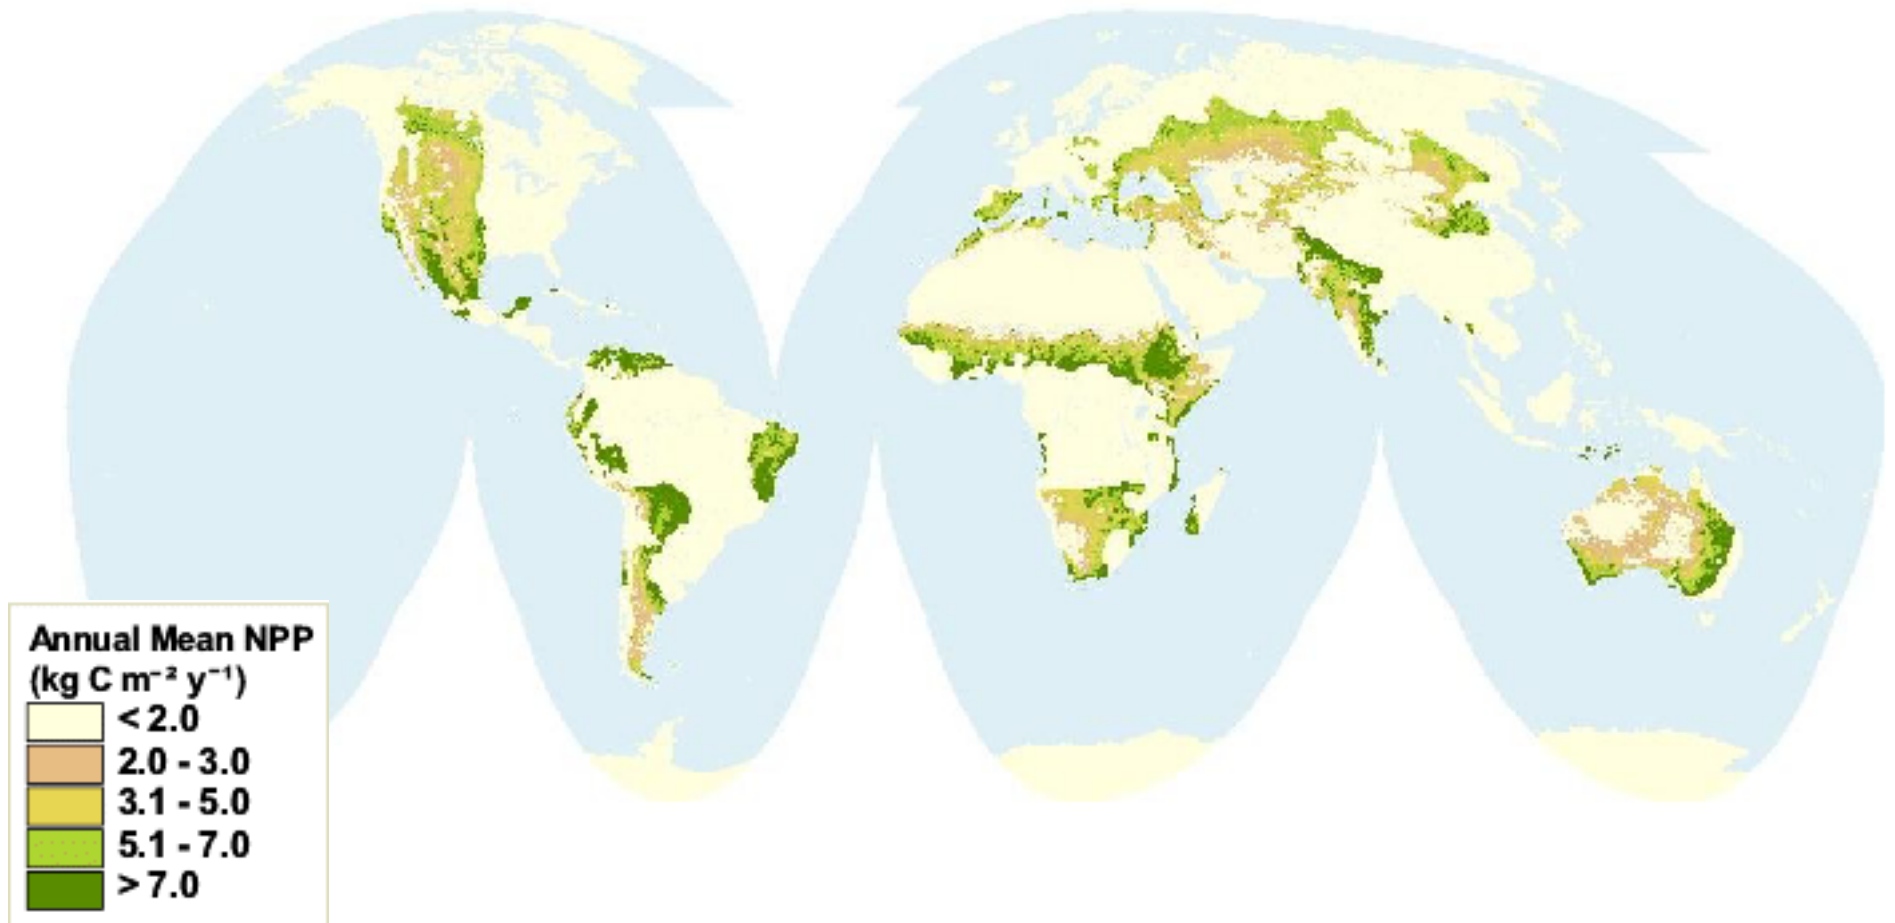 Annual Mean NPP
(kg C m⁻² y⁻¹)
< 2.0
2.0 - 3.0
3.1 - 5.0
5.1 - 7.0
> 7.0